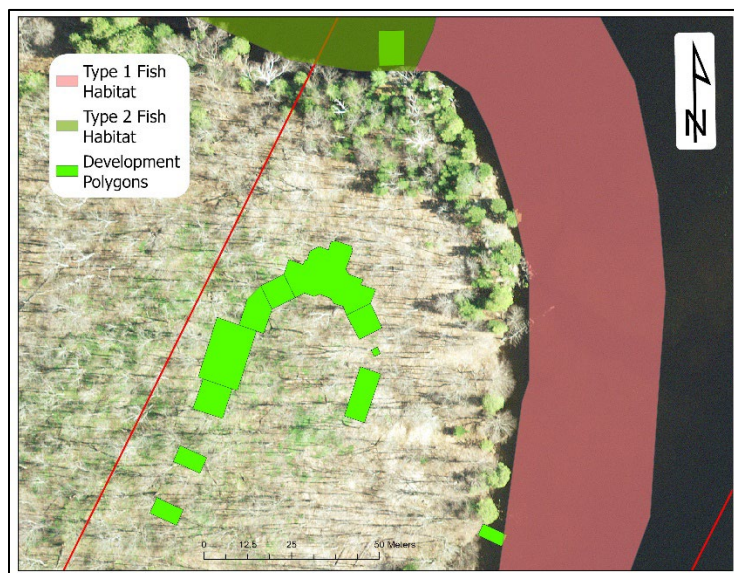 Type 1 Fish
Habitat
Type 2 Fish
Habitat
Development
Polygons
N
0 12.5 25 50 Meters